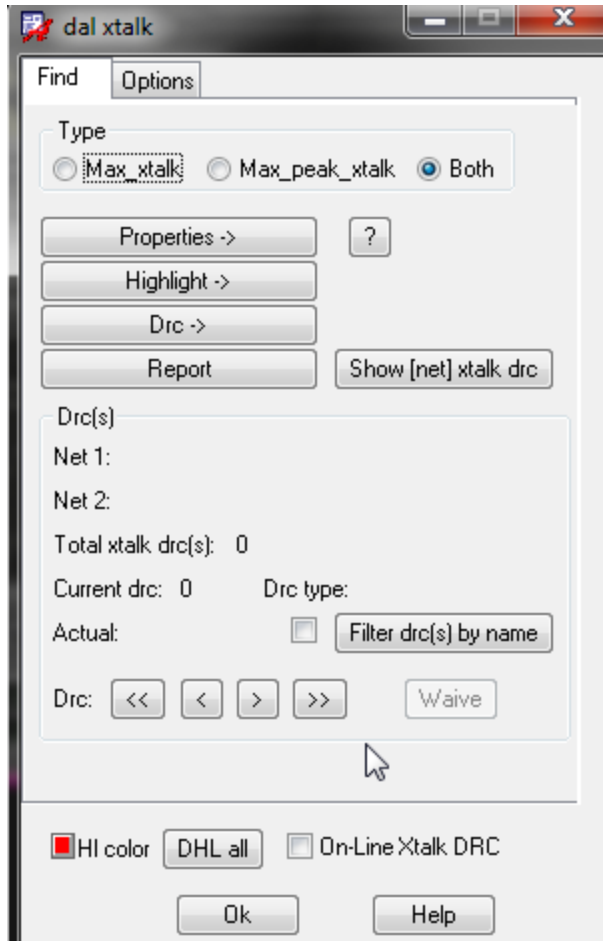 dal xtalk
Find Options
Type
Max_xtalk Max_peak_xtalk Both
Properties -> ?
Highlight ->
Drc ->
Report Show [net] xtalk drc
Drc(s)
Net 1:
Net 2:
Total xtalk drc(s): 0
Current drc: 0 Drc type:
Actual: Filter drc(s) by name
Drc: << < > >> Waive
HI color DHL all On-Line Xtalk DRC
Ok Help